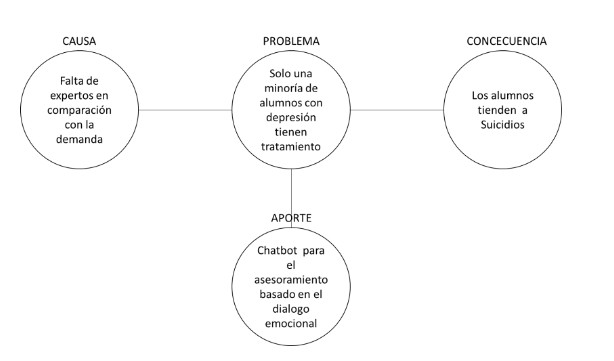 CAUSA
Falta de
expertos en
comparación
con la
demanda
PROBLEMA
Solo una
minoría de
alumnos con
depresión
tienen
tratamiento
CONCECUENCIA
Los alumnos
tienden a
Suicidios
APORTE
Chatbot para
el
asesoramiento
basado en el
dialogo
emocional